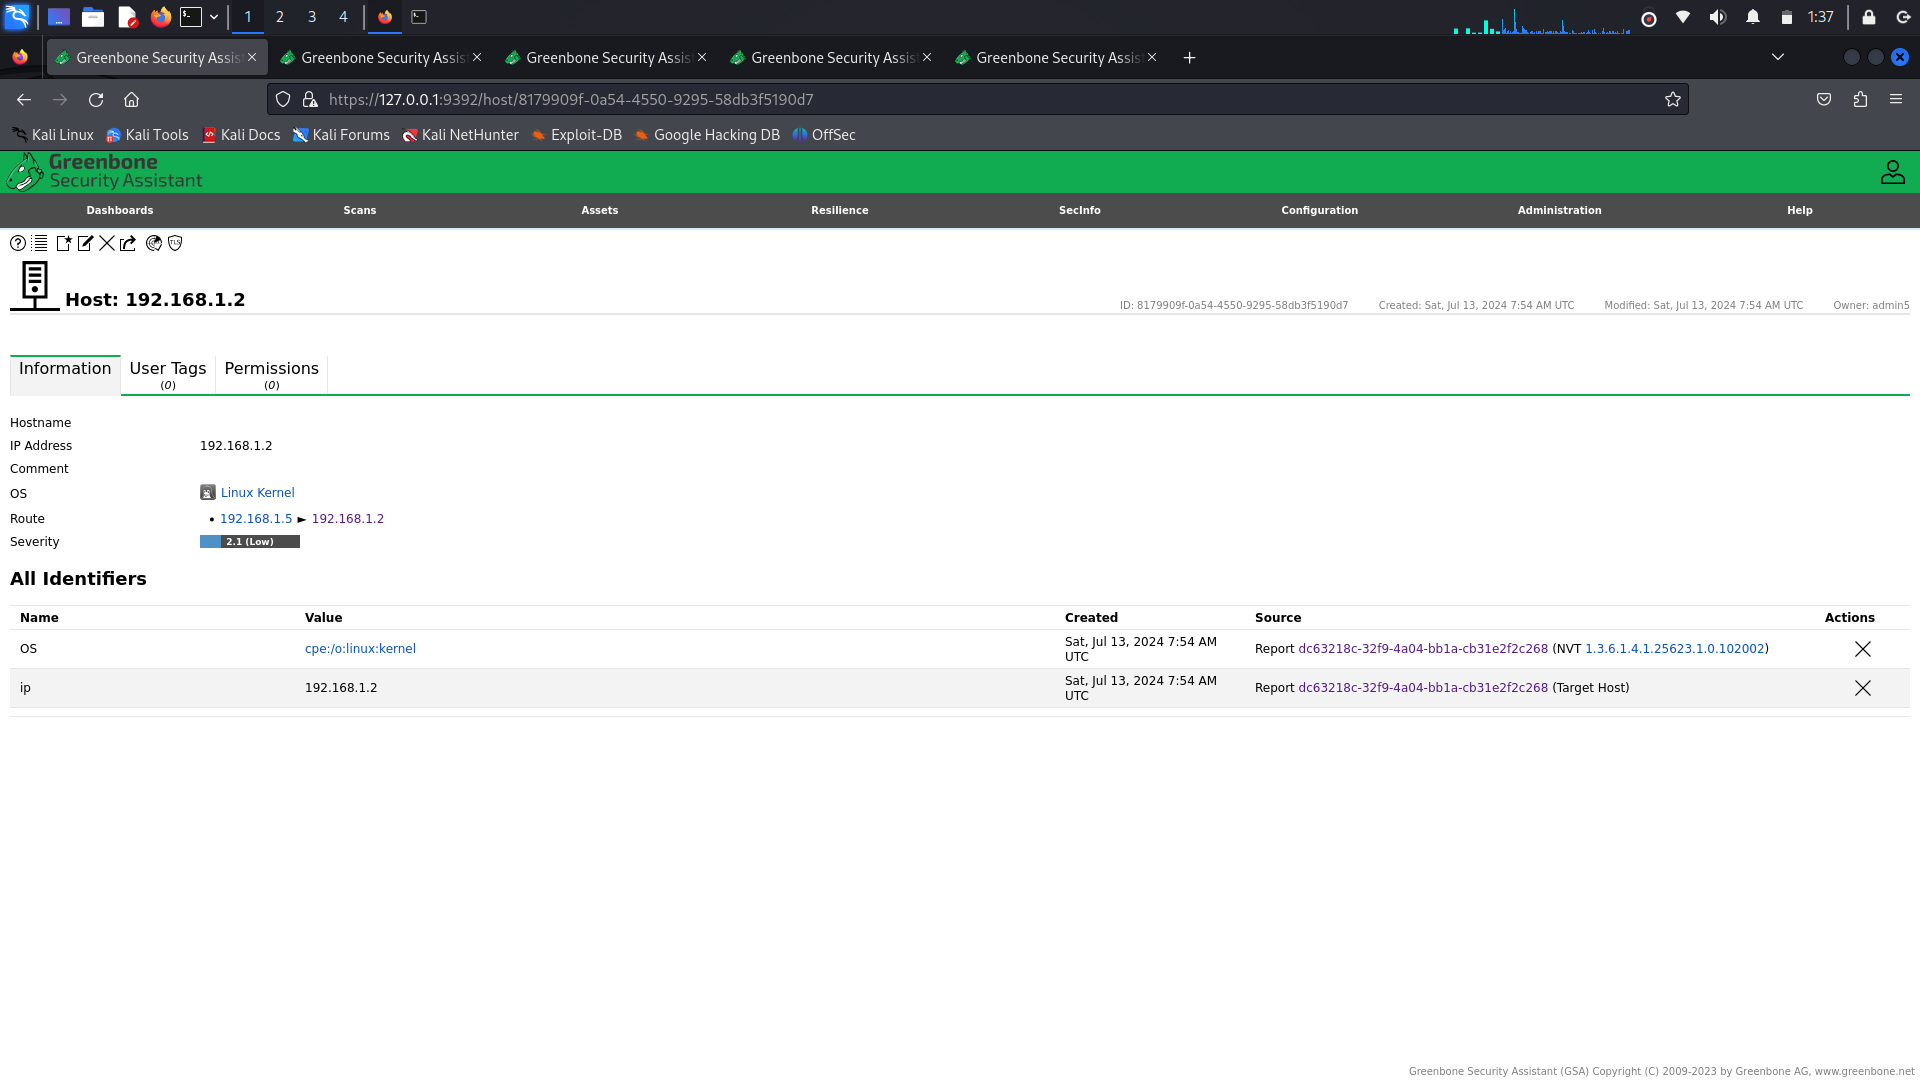 1 2 3 4 1:37
Greenbone Security Assis Greenbone Security Assis Greenbone Security Assis Greenbone Security Assis Greenbone Security Assis
https://127.0.0.1:9392/host/8179909f-0a54-4550-9295-58db3f5190d7
Kali Linux Kali Tools Kali Docs Kali Forums Kali NetHunter Exploit-DB Google Hacking DB OffSec
Greenbone
Security Assistant
Dashboards Scans Assets Resilience SecInfo Configuration Administration Help
TLS
Host: 192.168.1.2 ID: 8179909f-0a54-4550-9295-58db3f5190d7 Created: Sat, Jul 13, 2024 7:54 AM UTC Modified: Sat, Jul 13, 2024 7:54 AM UTC Owner: admin5
Information User Tags Permissions
(0) (0)
Hostname
IP Address 192.168.1.2
Comment
OS Linux Kernel
Route • 192.168.1.5 ► 192.168.1.2
Severity 2.1 (Low)
All Identifiers
Name Value Created Source Actions
OS cpe:/o:linux:kernel Sat, Jul 13, 2024 7:54 AM UTC Report dc63218c-32f9-4a04-bb1a-cb31e2f2c268 (NVT 1.3.6.1.4.1.25623.1.0.102002)
ip 192.168.1.2 Sat, Jul 13, 2024 7:54 AM UTC Report dc63218c-32f9-4a04-bb1a-cb31e2f2c268 (Target Host)
Greenbone Security Assistant (GSA) Copyright (C) 2009-2023 by Greenbone AG, www.greenbone.net